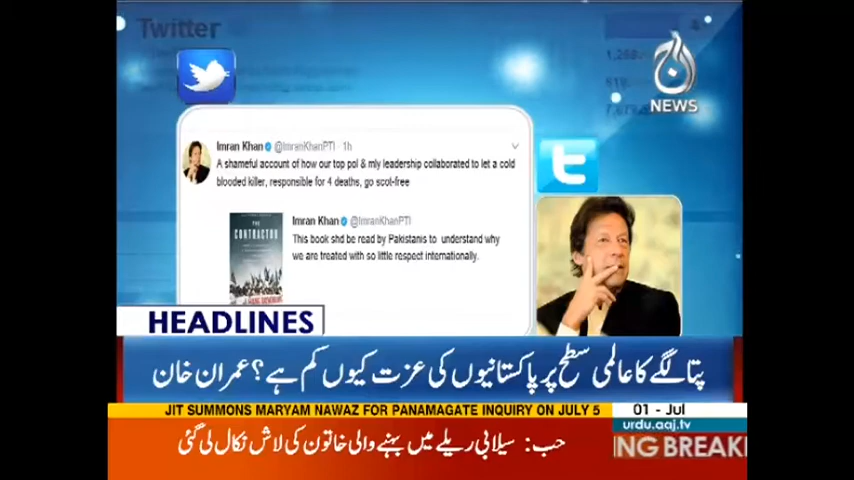 Twitter
آج
NEWS
Imran Khan @ImranKhanPTI · 1h
A shameful account of how our top pol & mly leadership collaborated to let a cold
blooded killer, responsible for 4 deaths, go scot-free
Imran Khan @ImranKhanPTI
This book shd be read by Pakistanis to understand why
we are treated with so little respect internationally.
THE
CONTRACTOR
HEADLINES
پتا لگے گا عالمی سطح پر پاکستانیوں کی عزت کیوں کم ہے؟ عمران خان
JIT SUMMONS MARYAM NAWAZ FOR PANAMAGATE INQUIRY ON JULY 5
01 - Jul
urdu.aaj.tv
حب: سیلابی ریلے میں بہنے والی خاتون کی لاش نکال لی گئی
ING BREAK